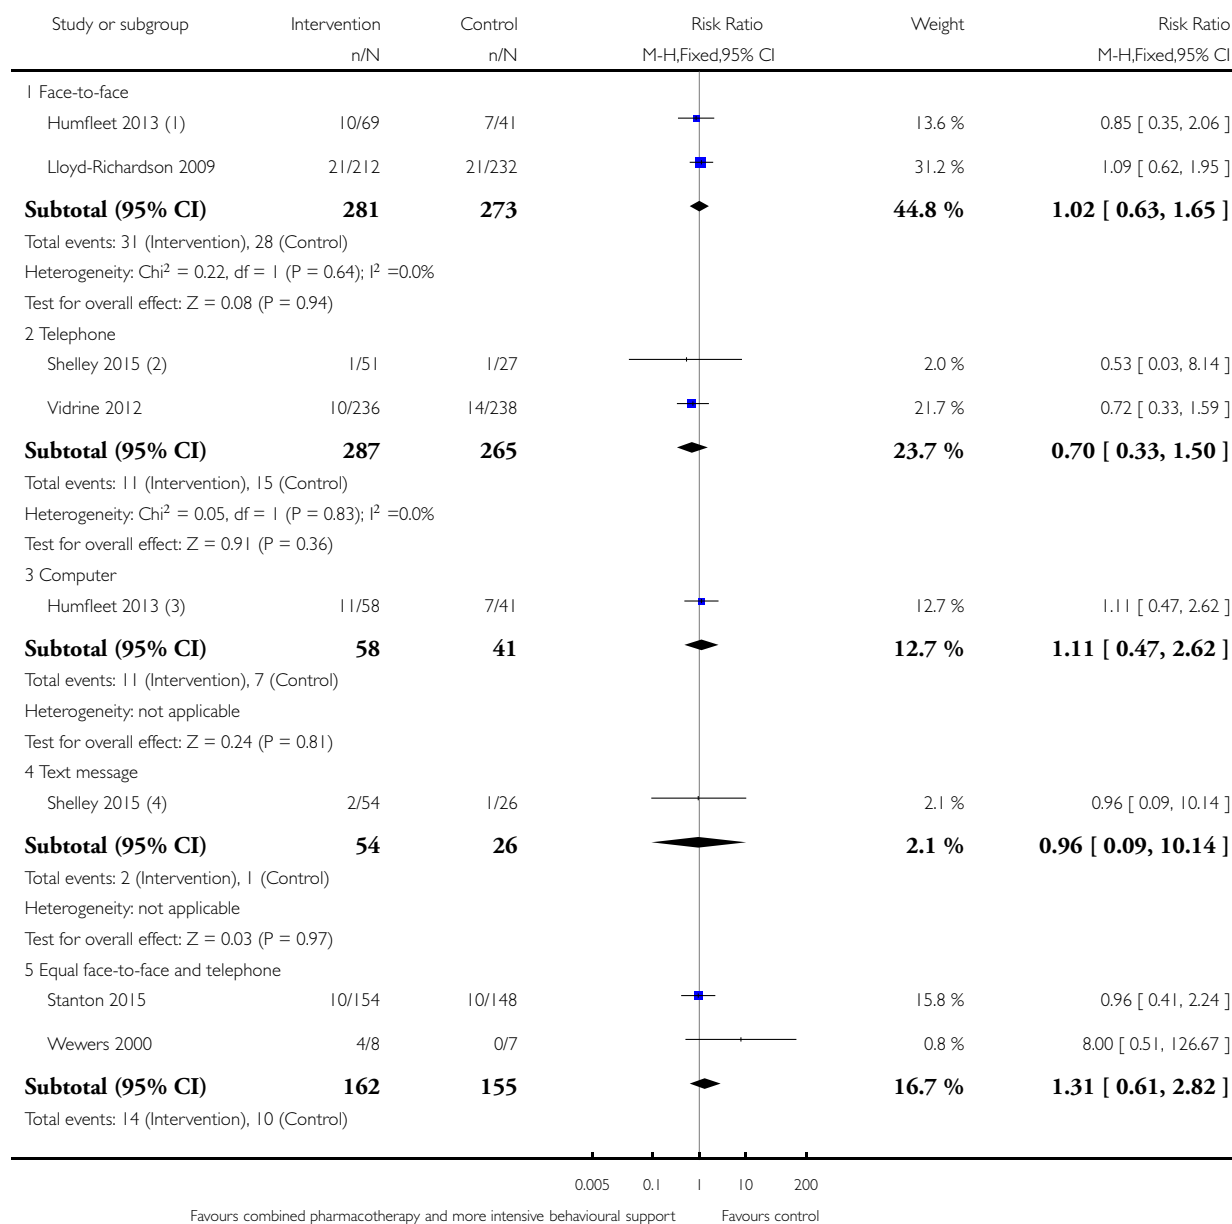 Study or subgroup Intervention Control Risk Ratio Weight Risk Ratio
n/N n/N M-H,Fixed,95% CI M-H,Fixed,95% CI
1 Face-to-face
Humfleet 2013 (1) 10/69 7/41 13.6 % 0.85 [ 0.35, 2.06 ]
Lloyd-Richardson 2009 21/212 21/232 31.2 % 1.09 [ 0.62, 1.95 ]
Subtotal (95% CI) 281 273 44.8 % 1.02 [ 0.63, 1.65 ]
Total events: 31 (Intervention), 28 (Control)
Heterogeneity: Chi² = 0.22, df = 1 (P = 0.64); I² =0.0%
Test for overall effect: Z = 0.08 (P = 0.94)
2 Telephone
Shelley 2015 (2) 1/51 1/27 2.0 % 0.53 [ 0.03, 8.14 ]
Vidrine 2012 10/236 14/238 21.7 % 0.72 [ 0.33, 1.59 ]
Subtotal (95% CI) 287 265 23.7 % 0.70 [ 0.33, 1.50 ]
Total events: 11 (Intervention), 15 (Control)
Heterogeneity: Chi² = 0.05, df = 1 (P = 0.83); I² =0.0%
Test for overall effect: Z = 0.91 (P = 0.36)
3 Computer
Humfleet 2013 (3) 11/58 7/41 12.7 % 1.11 [ 0.47, 2.62 ]
Subtotal (95% CI) 58 41 12.7 % 1.11 [ 0.47, 2.62 ]
Total events: 11 (Intervention), 7 (Control)
Heterogeneity: not applicable
Test for overall effect: Z = 0.24 (P = 0.81)
4 Text message
Shelley 2015 (4) 2/54 1/26 2.1 % 0.96 [ 0.09, 10.14 ]
Subtotal (95% CI) 54 26 2.1 % 0.96 [ 0.09, 10.14 ]
Total events: 2 (Intervention), 1 (Control)
Heterogeneity: not applicable
Test for overall effect: Z = 0.03 (P = 0.97)
5 Equal face-to-face and telephone
Stanton 2015 10/154 10/148 15.8 % 0.96 [ 0.41, 2.24 ]
Wewers 2000 4/8 0/7 0.8 % 8.00 [ 0.51, 126.67 ]
Subtotal (95% CI) 162 155 16.7 % 1.31 [ 0.61, 2.82 ]
Total events: 14 (Intervention), 10 (Control)
0.005 0.1 1 10 200
Favours combined pharmacotherapy and more intensive behavioural support Favours control